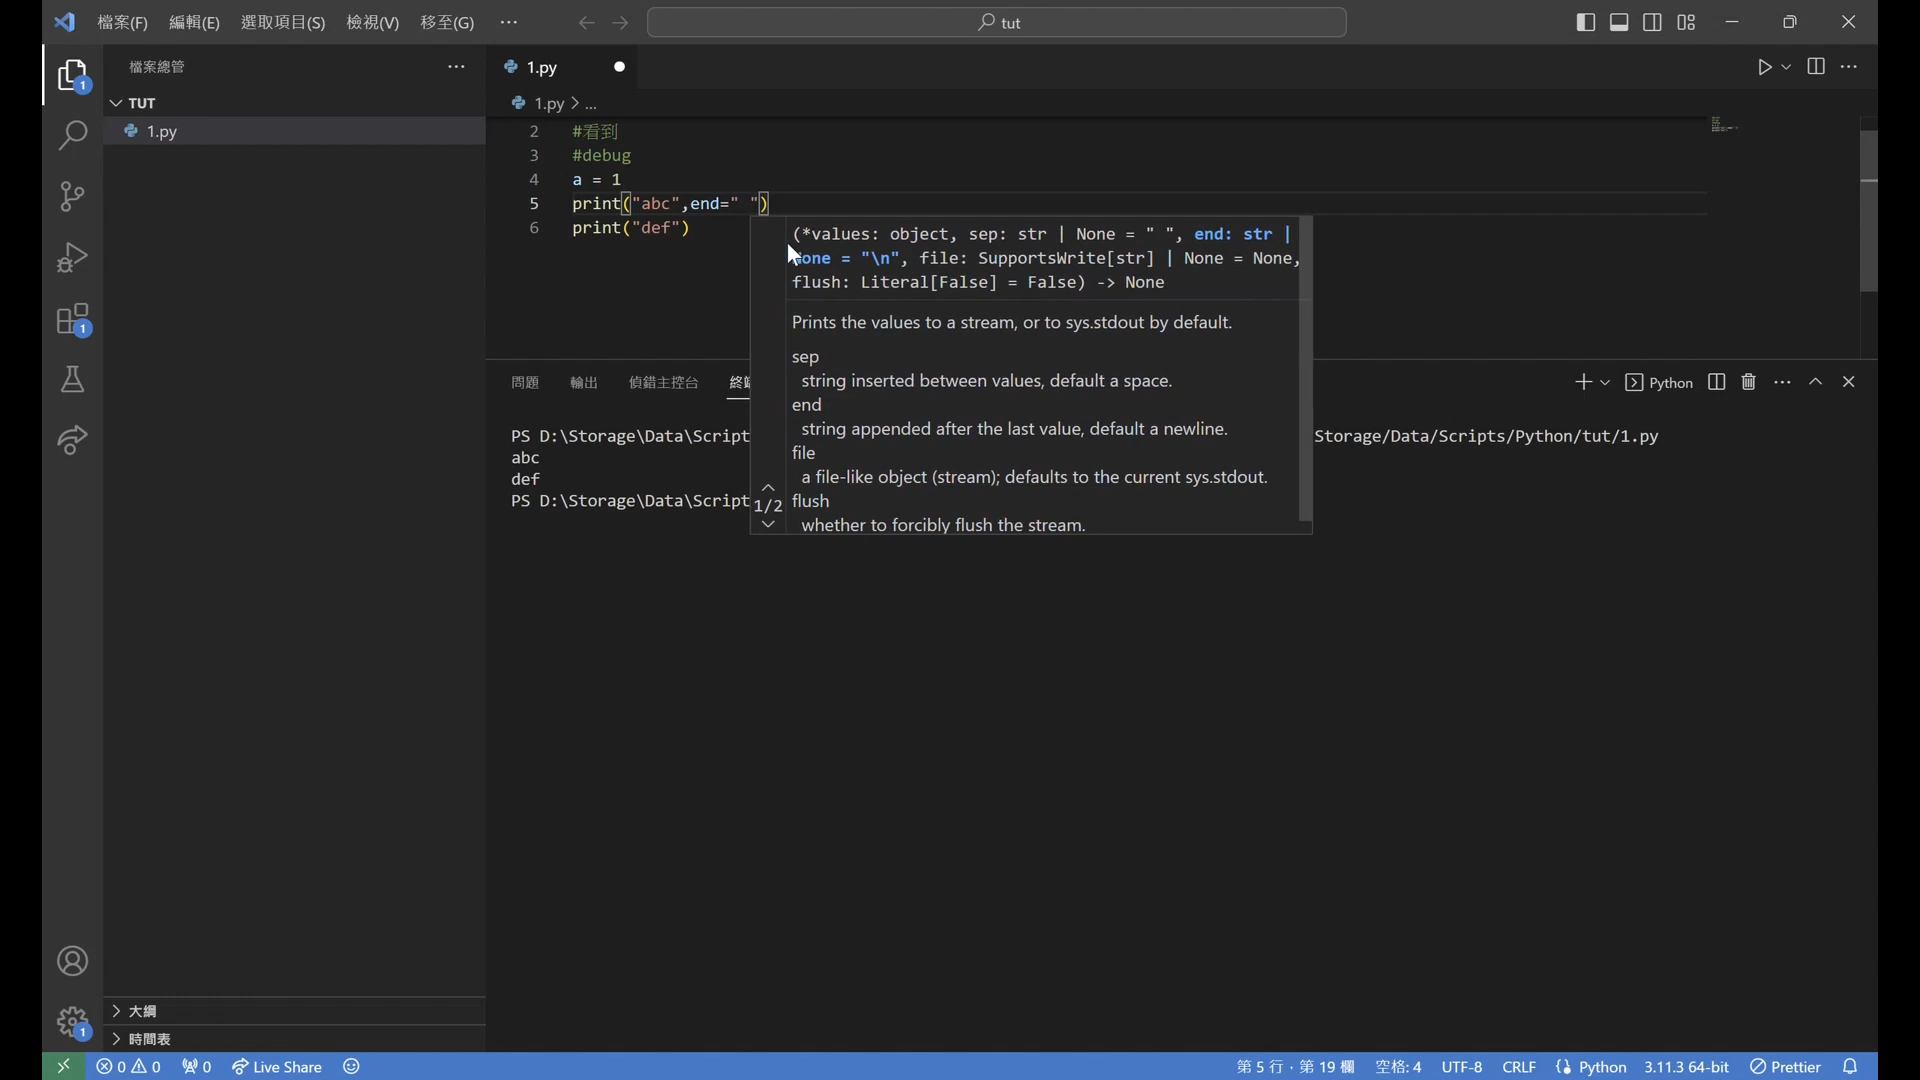 檔案(F) 編輯(E) 選取項目(S) 檢視(V) 移至(G) ··· tut
檔案總管 ···
TUT
1.py
1
1
大綱
時間表
1
1.py
1.py > ...
2 #看到
3 #debug
4 a = 1
5 print("abc",end=" ")
6 print("def")
(*values: object, sep: str | None = " ", end: str |
None = "\n", file: SupportsWrite[str] | None = None,
flush: Literal[False] = False) -> None
Prints the values to a stream, or to sys.stdout by default.
sep
string inserted between values, default a space.
end
string appended after the last value, default a newline.
file
a file-like object (stream); defaults to the current sys.stdout.
flush
whether to forcibly flush the stream.
1/2
問題 輸出 偵錯主控台 Python
PS D:\Storage\Data\Script Storage/Data/Scripts/Python/tut/1.py
abc
def
PS D:\Storage\Data\Script
0 0 0 Live Share 第 5 行，第 19 欄 空格: 4 UTF-8 CRLF Python 3.11.3 64-bit Prettier